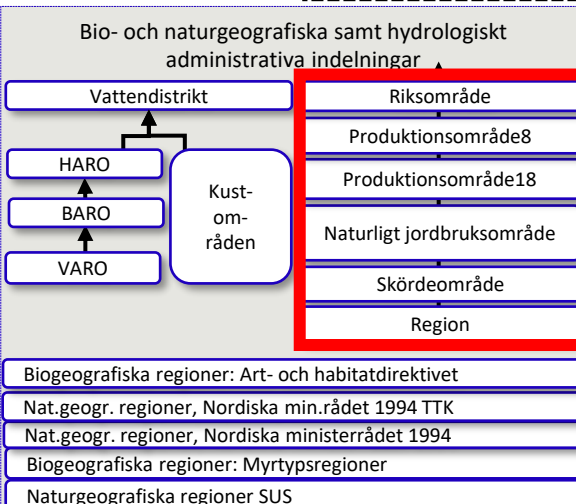 Bio- och naturgeografiska samt hydrologiskt
administrativa indelningar
Vattendistrikt
HARO
BARO
VARO
Kust-
om-
råden
Riksområde
Produktionsområde8
Produktionsområde18
Naturligt jordbruksområde
Skördeområde
Region
Biogeografiska regioner: Art- och habitatdirektivet
Nat.geogr. regioner, Nordiska min.rådet 1994 TTK
Nat.geogr. regioner, Nordiska ministerrådet 1994
Biogeografiska regioner: Myrtypsregioner
Naturgeografiska regioner SUS